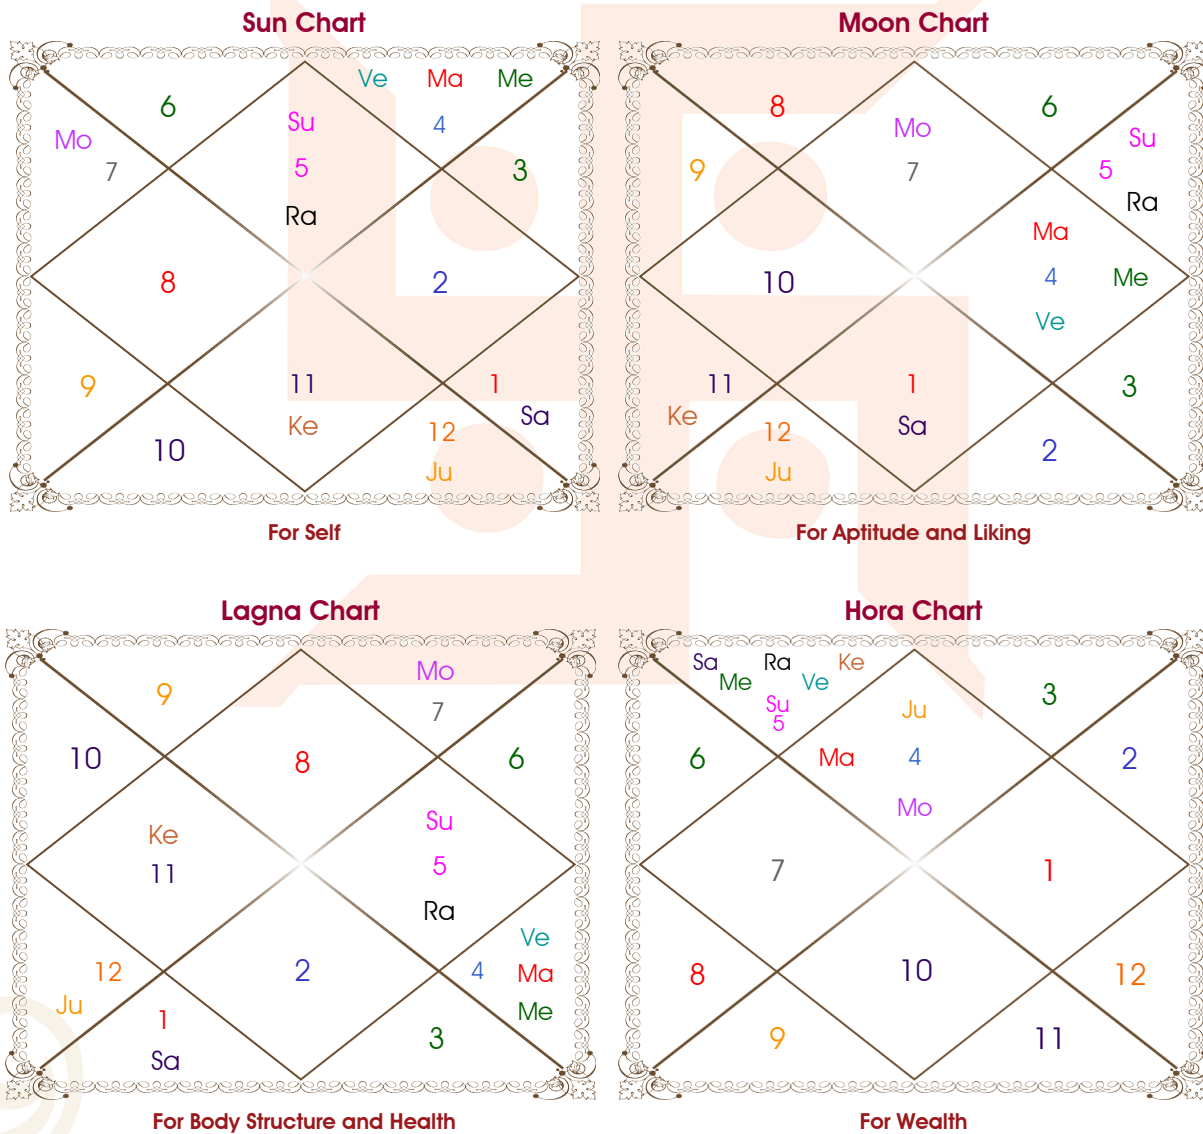 Sun Chart
Ve Ma Me
6
Su
4
Mo
7
5
3
Ra
8
2
9
11
1
Ke
Sa
10
12
Ju
For Self
Moon Chart
8
Mo
6
Su
9
7
5
Ra
Ma
10
4 Me
Ve
11
1
3
Ke
Sa
12
2
Ju
For Aptitude and Liking
Lagna Chart
Mo
9
7
10
8
6
Su
Ke
11
5
Ra
Ve
12
2
4 Ma
Ju
Me
1
3
Sa
For Body Structure and Health
Hora Chart
Sa Ra Ke
Me Ve
Su
5
Ju
3
6
Ma 4
2
Mo
7
1
8
10
12
9
11
For Wealth